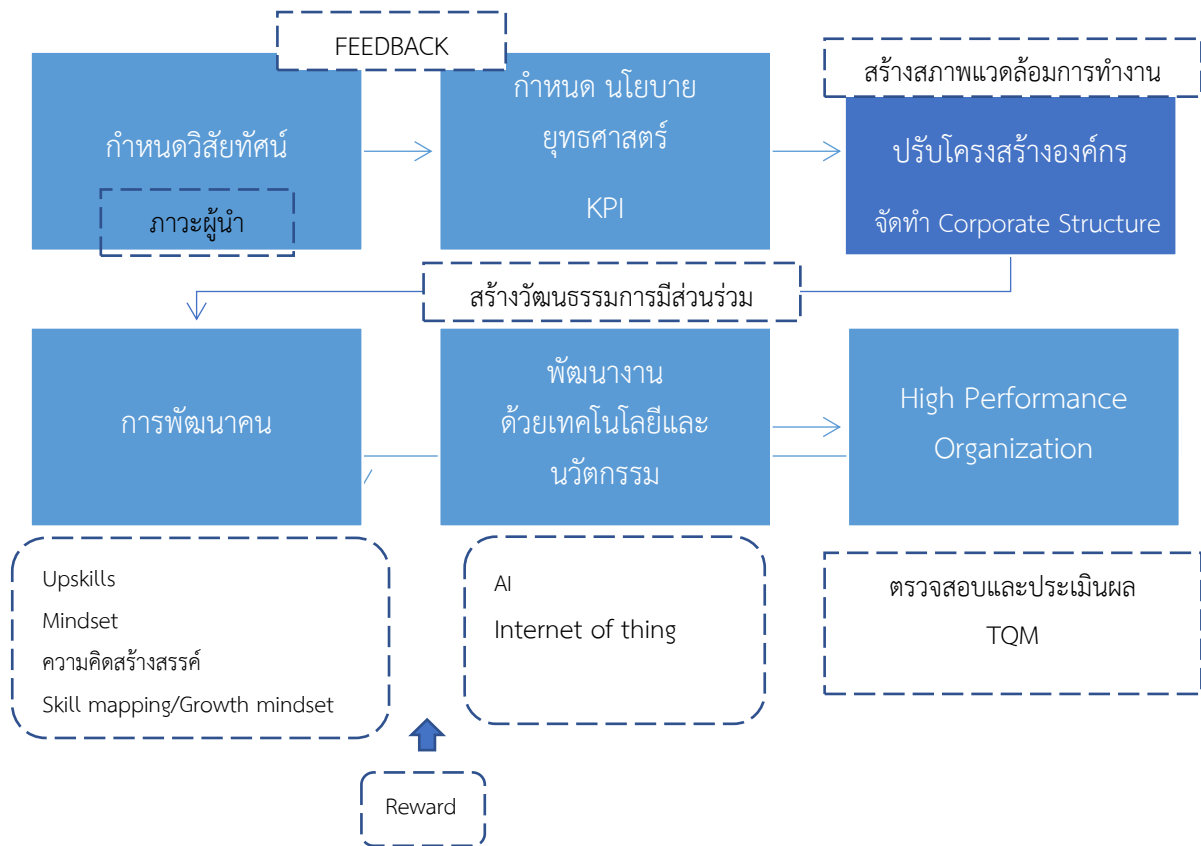 FEEDBACK
กำหนดวิสัยทัศน์
ภาวะผู้นำ
กำหนด นโยบาย
ยุทธศาสตร์
KPI
สร้างสภาพแวดล้อมการทำงาน
ปรับโครงสร้างองค์กร
จัดทำ Corporate Structure
สร้างวัฒนธรรมการมีส่วนร่วม
การพัฒนาคน
พัฒนางาน
ด้วยเทคโนโลยีและ
นวัตกรรม
High Performance
Organization
Upskills
Mindset
ความคิดสร้างสรรค์
Skill mapping/Growth mindset
AI
Internet of thing
ตรวจสอบและประเมินผล
TQM
Reward